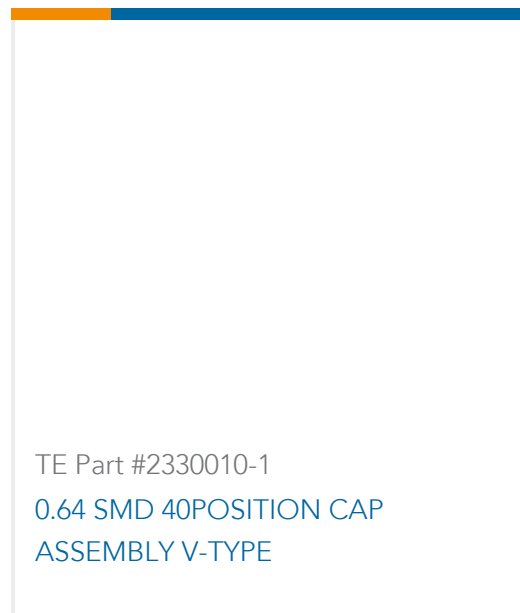 TE Part #2330010-1
0.64 SMD 40POSITION CAP
ASSEMBLY V-TYPE